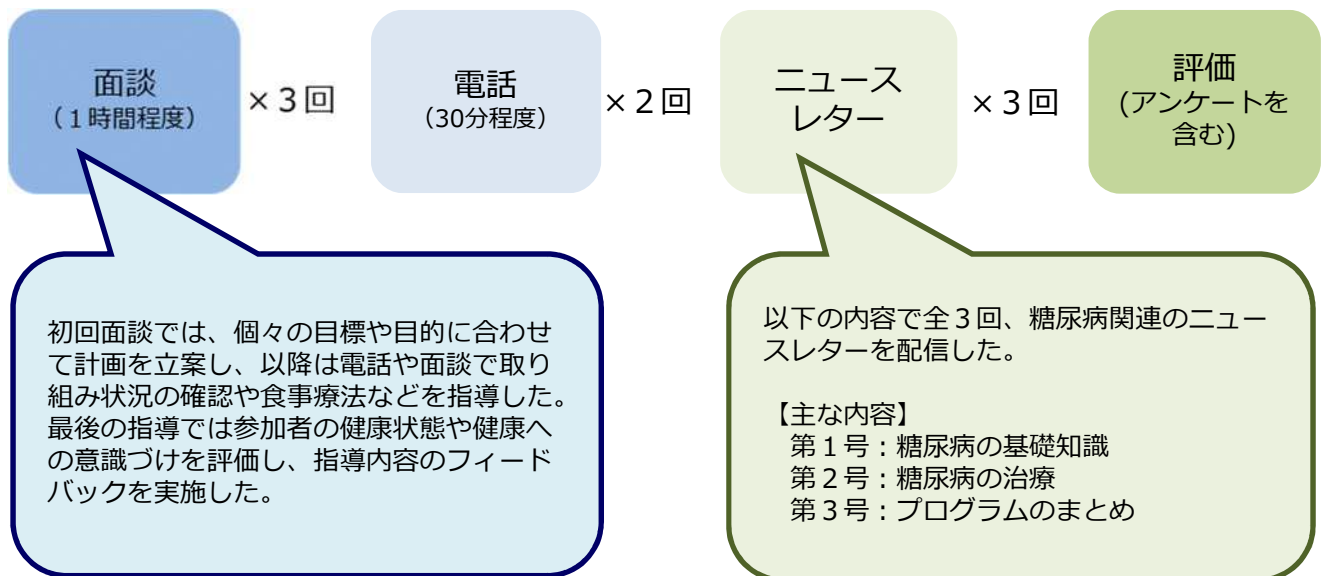 面談
（１時間程度）
×３回
電話
（30分程度）
×２回
ニュース
レター
×３回
評価
(アンケートを
含む)
初回面談では、個々の目標や目的に合わせ
て計画を立案し、以降は電話や面談で取り
組み状況の確認や食事療法などを指導した。
最後の指導では参加者の健康状態や健康へ
の意識づけを評価し、指導内容のフィード
バックを実施した。
以下の内容で全３回、糖尿病関連のニュー
スレターを配信した。
【主な内容】
第１号：糖尿病の基礎知識
第２号：糖尿病の治療
第３号：プログラムのまとめ